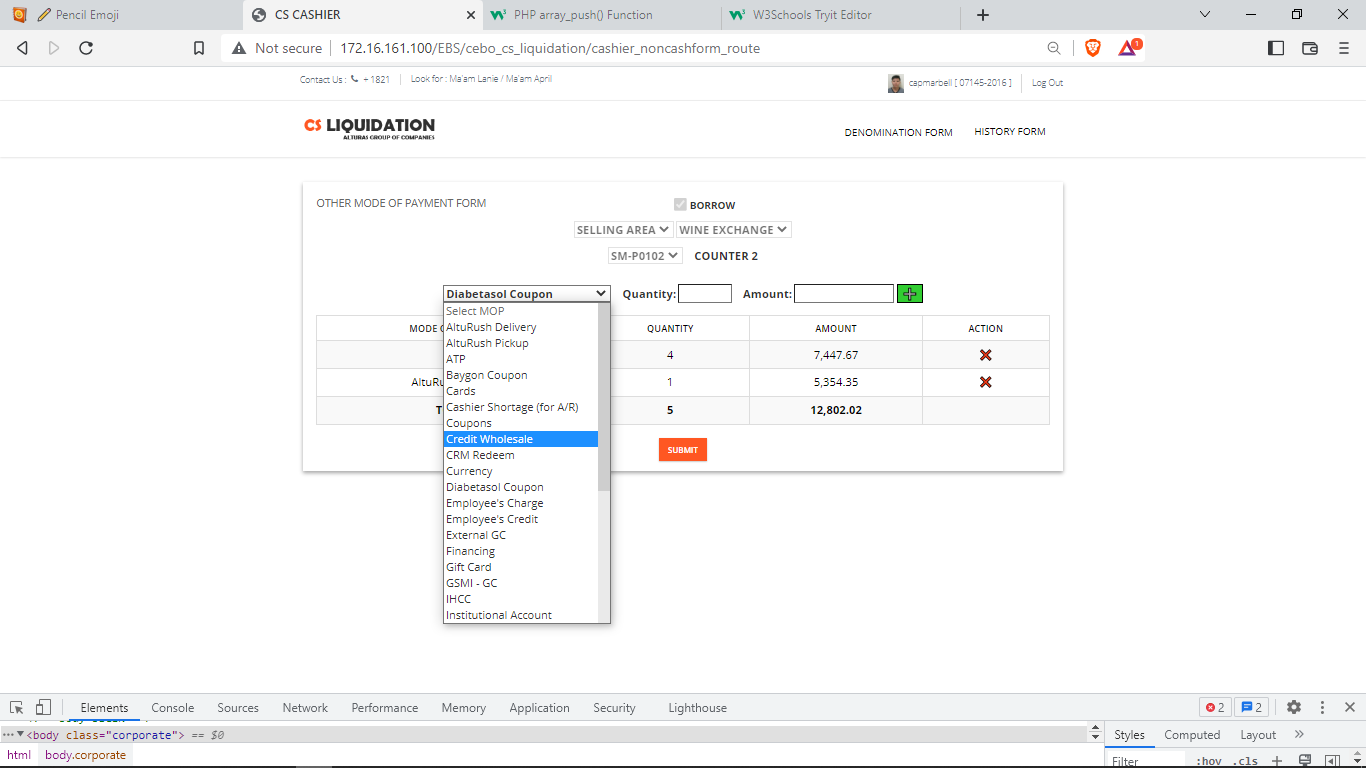 Pencil Emoji
CS CASHIER
PHP array_push() Function
W3Schools Tryit Editor
Not secure
172.16.161.100/EBS/cebo_cs_liquidation/cashier_noncashform_route
1
Contact Us : + 1821
Look for : Ma'am Lanie / Ma'am April
capmarbell [ 07145-2016 ]
Log Out
CS LIQUIDATION
ALTURAS GROUP OF COMPANIES
DENOMINATION FORM
HISTORY FORM
OTHER MODE OF PAYMENT FORM
BORROW
SELLING AREA
WINE EXCHANGE
SM-P0102
COUNTER 2
Diabetasol Coupon
Quantity:
Amount:
Select MOP
AltuRush Delivery
AltuRush Pickup
ATP
Baygon Coupon
Cards
Cashier Shortage (for A/R)
Coupons
Credit Wholesale
CRM Redeem
Currency
Diabetasol Coupon
Employee's Charge
Employee's Credit
External GC
Financing
Gift Card
GSMI - GC
IHCC
Institutional Account
MODE QUANTITY AMOUNT ACTION
4 7,447.67
1 5,354.35
5 12,802.02
SUBMIT
Elements Console Sources Network Performance Memory Application Security Lighthouse
2 2
<body class="corporate"> == $0
html body.corporate
Styles Computed Layout
Filter :hov .cls